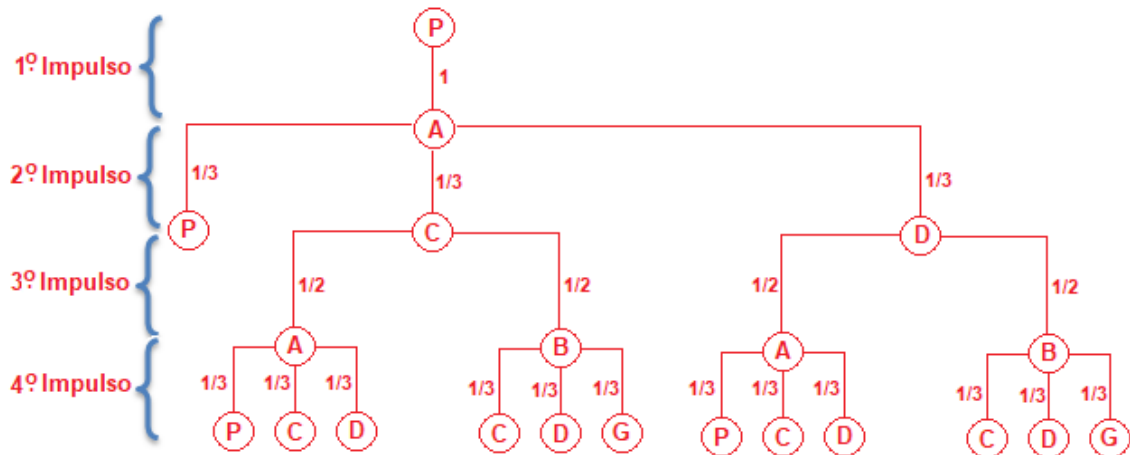 P
1º Impulso
1
A
2º Impulso
1/3 1/3 1/3
P C D
3º Impulso
1/2 1/2 1/2 1/2
A B A B
4º Impulso
1/3 1/3 1/3 1/3 1/3 1/3 1/3 1/3 1/3 1/3 1/3 1/3
P C D C D G P C D C D G